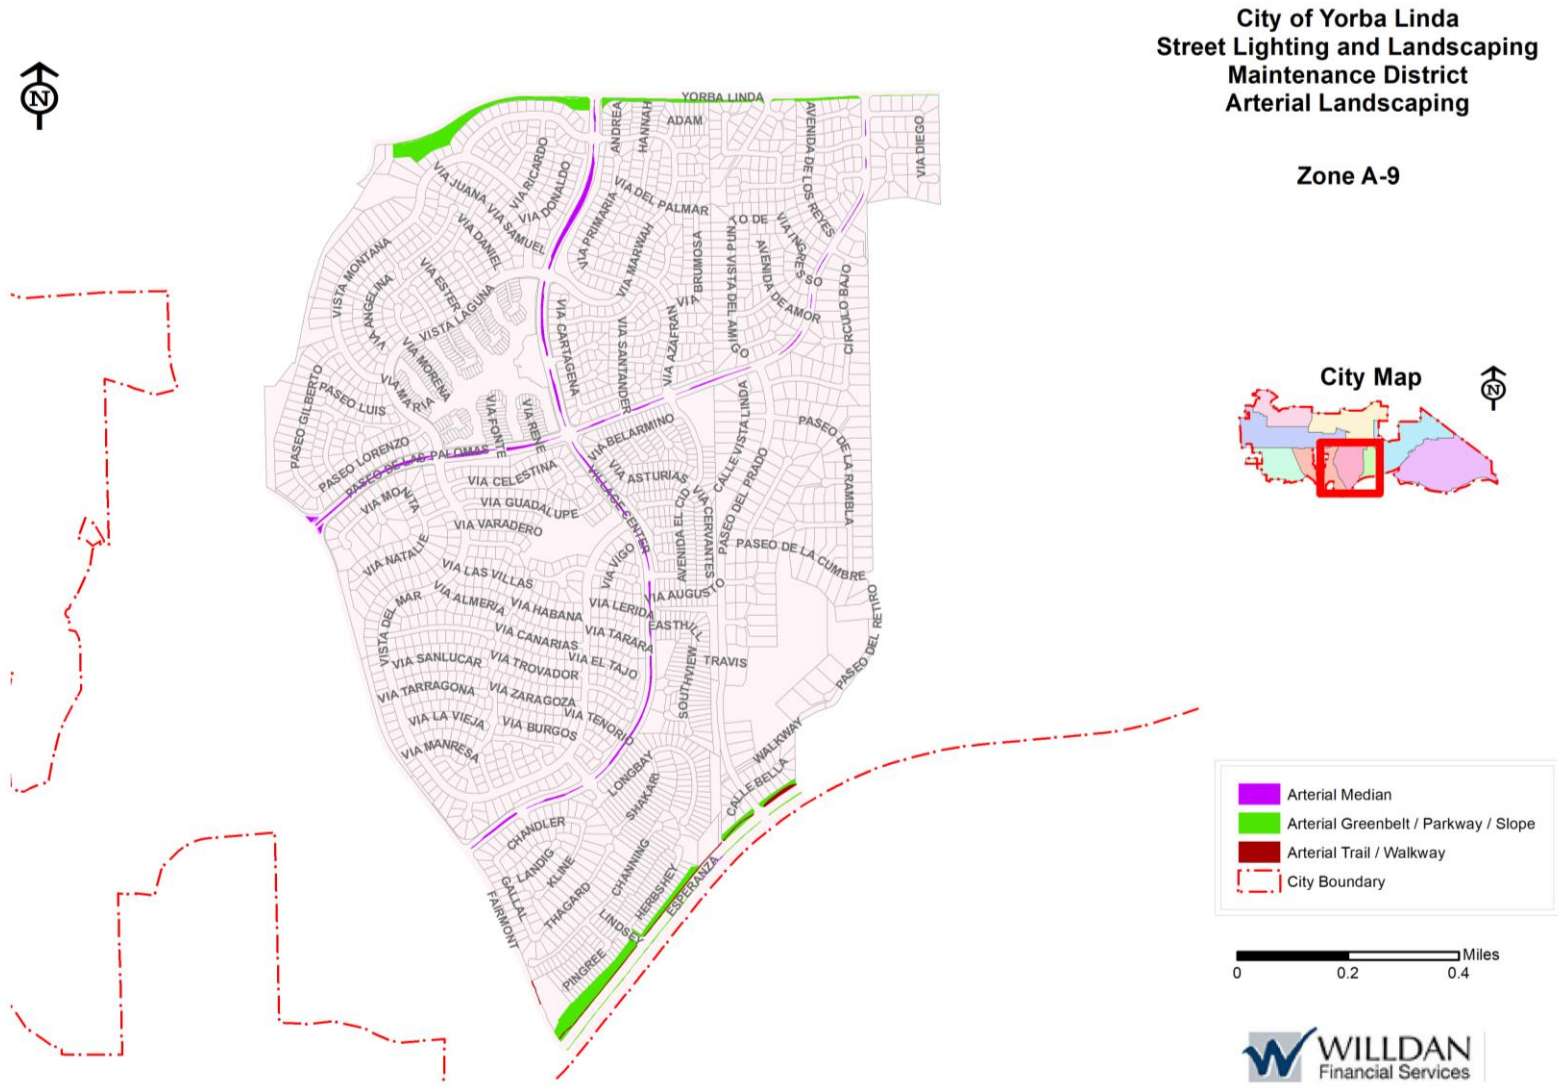 City of Yorba Linda
Street Lighting and Landscaping
Maintenance District
Arterial Landscaping
Zone A-9
N
YORBA LINDA
ANDREA
HANNAH
ADAM
AVENIDA DE LOS REYES
VIA DIEGO
VIA RICARDO
VIA JUANA
VIA SAMUEL
VIA DONALDO
VIA DEL PALMAR
VIA PRIMARIA
VIA DANIEL
VIA MARWAH
BRUMOSA
VIA
PUN
TO DE
VISTA DEL AMIGO
VIA INGRESSO
AVENIDA DE AMOR
CIRCULO BAJO
VISTA MONTANA
VIA ANGELINA
VIA ESTER
VISTA LAGUNA
VIA CARTAGENA
VIA SANTANDER
VIA AZAFRAN
VIA MORENA
VIA MARIA
PASEO GILBERTO
PASEO LUIS
VIA FONTE
VIA RENE
PASEO LORENZO
PASEO DE LAS PALOMAS
VIA BELARMINO
CALLE VISTA LINDA
PASEO DE LA RAMBLA
VIA MONITA
VIA CELESTINA
VIA ASTURIAS
VIA GUADALUPE
VILLAGE CENTER
AVENIDA EL CID
VIA CERVANTES
PASEO DEL PRADO
VIA VARADERO
VIA NATALIE
VIA VIGO
PASEO DE LA CUMBRE
VIA LAS VILLAS
VISTA DEL MAR
VIA ALMERIA
VIA HABANA
VIA LERIDA
VIA AUGUSTO
PASEO DEL RETIRO
VIA CANARIAS
VIA TARARA
EASTHILL
VIA SANLUCAR
VIA TROVADOR
VIA EL TAJO
SOUTHVIEW
TRAVIS
VIA TARRAGONA
VIA ZARAGOZA
VIA LA VIEJA
VIA BURGOS
VIA TENORIO
VIA MANRESA
WALKWAY
LONGBAY
SHAKARI
CALLE BELLA
CHANDLER
LANDIG
KLINE
GALLAL
THAGARD
CHANNING
HERBSHEY
ESPERANZA
FAIRMONT
LINDSEY
PINGREE
City Map
N
Arterial Median
Arterial Greenbelt / Parkway / Slope
Arterial Trail / Walkway
City Boundary
Miles
0 0.2 0.4
WILLDAN
Financial Services